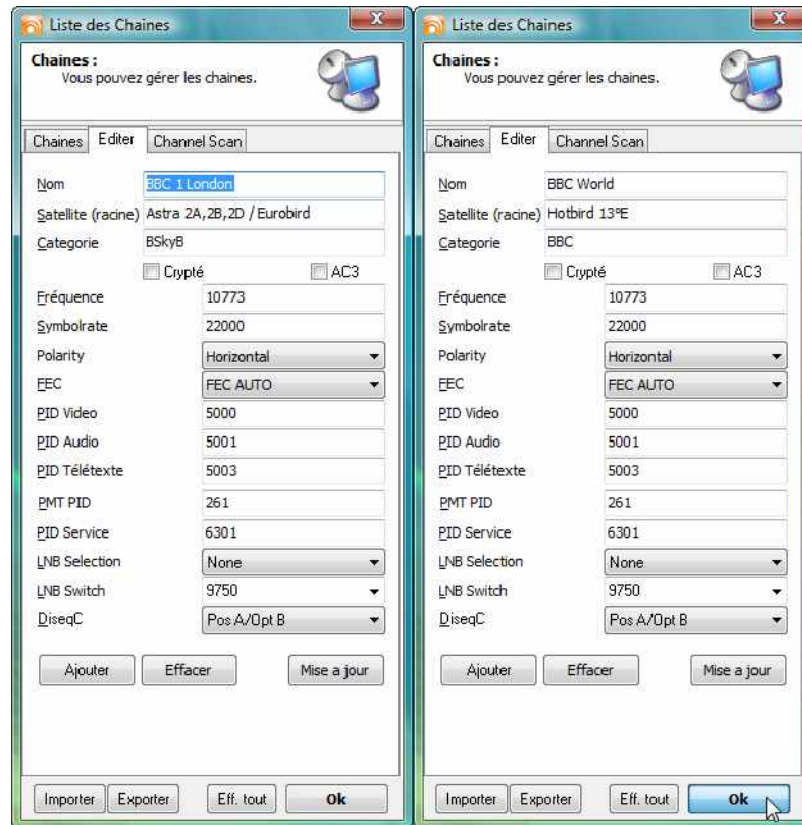 Liste des Chaines
Chaines :
Vous pouvez gérer les chaines.
Chaines Editer Channel Scan
Nom BBC 1 London
Satellite (racine) Astra 2A,2B,2D / Eurobird
Categorie BSkyB
Crypté AC3
Fréquence 10773
Symbolrate 22000
Polarity Horizontal
FEC FEC AUTO
PID Video 5000
PID Audio 5001
PID Télétexte 5003
PMT PID 261
PID Service 6301
LNB Selection None
LNB Switch 9750
DiseqC Pos A/Opt B
Ajouter Effacer Mise a jour
Importer Exporter Eff. tout Ok
Liste des Chaines
Chaines :
Vous pouvez gérer les chaines.
Chaines Editer Channel Scan
Nom BBC World
Satellite (racine) Hotbird 13ºE
Categorie BBC
Crypté AC3
Fréquence 10773
Symbolrate 22000
Polarity Horizontal
FEC FEC AUTO
PID Video 5000
PID Audio 5001
PID Télétexte 5003
PMT PID 261
PID Service 6301
LNB Selection None
LNB Switch 9750
DiseqC Pos A/Opt B
Ajouter Effacer Mise a jour
Importer Exporter Eff. tout Ok